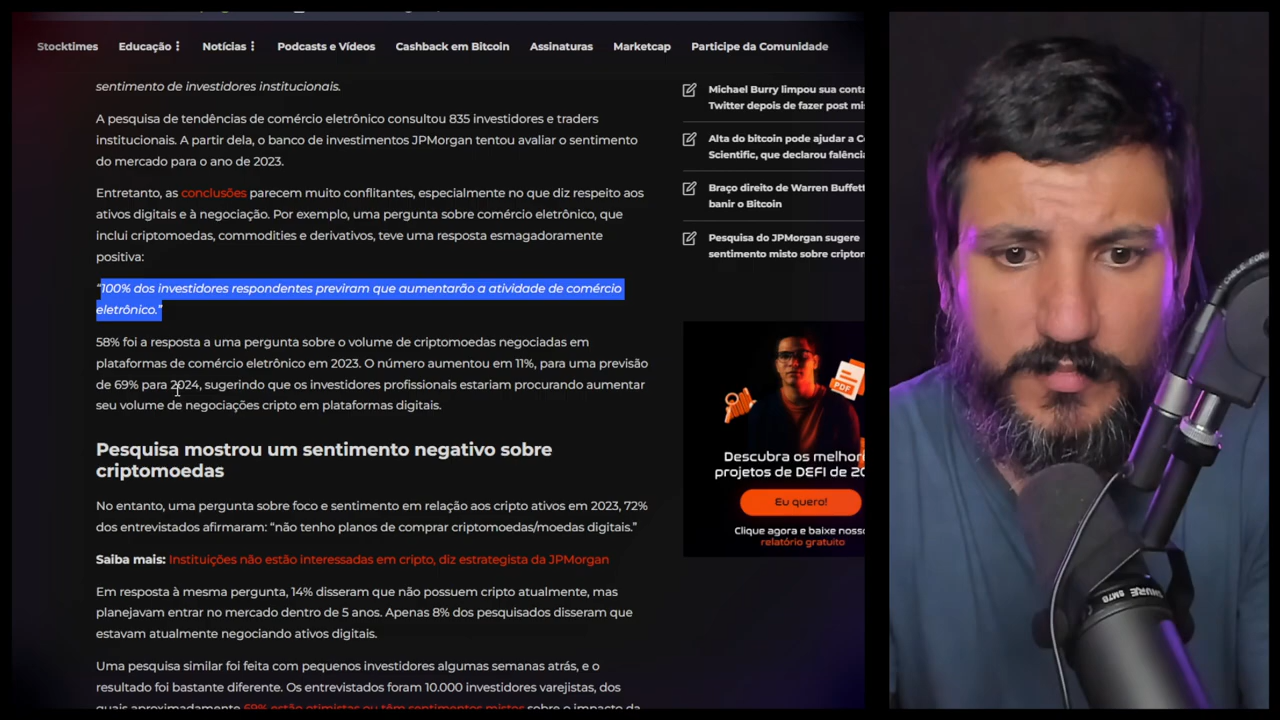 Stocktimes Educação Notícias Podcasts e Vídeos Cashback em Bitcoin Assinaturas Marketcap Participe da Comunidade
sentimento de investidores institucionais.
A pesquisa de tendências de comércio eletrônico consultou 835 investidores e traders
institucionais. A partir dela, o banco de investimentos JPMorgan tentou avaliar o sentimento
do mercado para o ano de 2023.
Entretanto, as conclusões parecem muito conflitantes, especialmente no que diz respeito aos
ativos digitais e à negociação. Por exemplo, uma pergunta sobre comércio eletrônico, que
inclui criptomoedas, commodities e derivativos, teve uma resposta esmagadoramente
positiva:
“100% dos investidores respondentes previram que aumentarão a atividade de comércio
eletrônico.”
58% foi a resposta a uma pergunta sobre o volume de criptomoedas negociadas em
plataformas de comércio eletrônico em 2023. O número aumentou em 11%, para uma previsão
de 69% para 2024, sugerindo que os investidores profissionais estariam procurando aumentar
seu volume de negociações cripto em plataformas digitais.
Pesquisa mostrou um sentimento negativo sobre
criptomoedas
No entanto, uma pergunta sobre foco e sentimento em relação aos cripto ativos em 2023, 72%
dos entrevistados afirmaram: “não tenho planos de comprar criptomoedas/moedas digitais.”
Saiba mais: Instituições não estão interessadas em cripto, diz estrategista da JPMorgan
Em resposta à mesma pergunta, 14% disseram que não possuem cripto atualmente, mas
planejavam entrar no mercado dentro de 5 anos. Apenas 8% dos pesquisados disseram que
estavam atualmente negociando ativos digitais.
Uma pesquisa similar foi feita com pequenos investidores algumas semanas atrás, e o
resultado foi bastante diferente. Os entrevistados foram 10.000 investidores varejistas, dos
quais aproximadamente 69% estão otimistas ou têm sentimentos mistos sobre o impacto da
Michael Burry limpou sua conta
Twitter depois de fazer post mi
Alta do bitcoin pode ajudar a C
Scientific, que declarou falênci
Braço direito de Warren Buffett
banir o Bitcoin
Pesquisa do JPMorgan sugere
sentimento misto sobre cripto
PDF
Descubra os melhor
projetos de DEFI de 20
Eu quero!
Clique agora e baixe nosso
relatório gratuito
SHURE SM7B